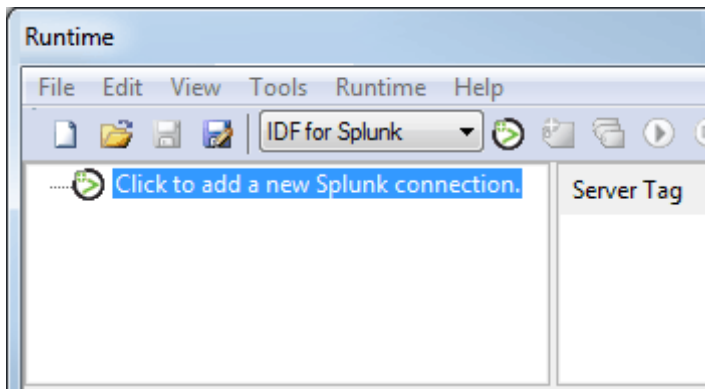 Runtime
File Edit View Tools Runtime Help
IDF for Splunk
Click to add a new Splunk connection.
Server Tag